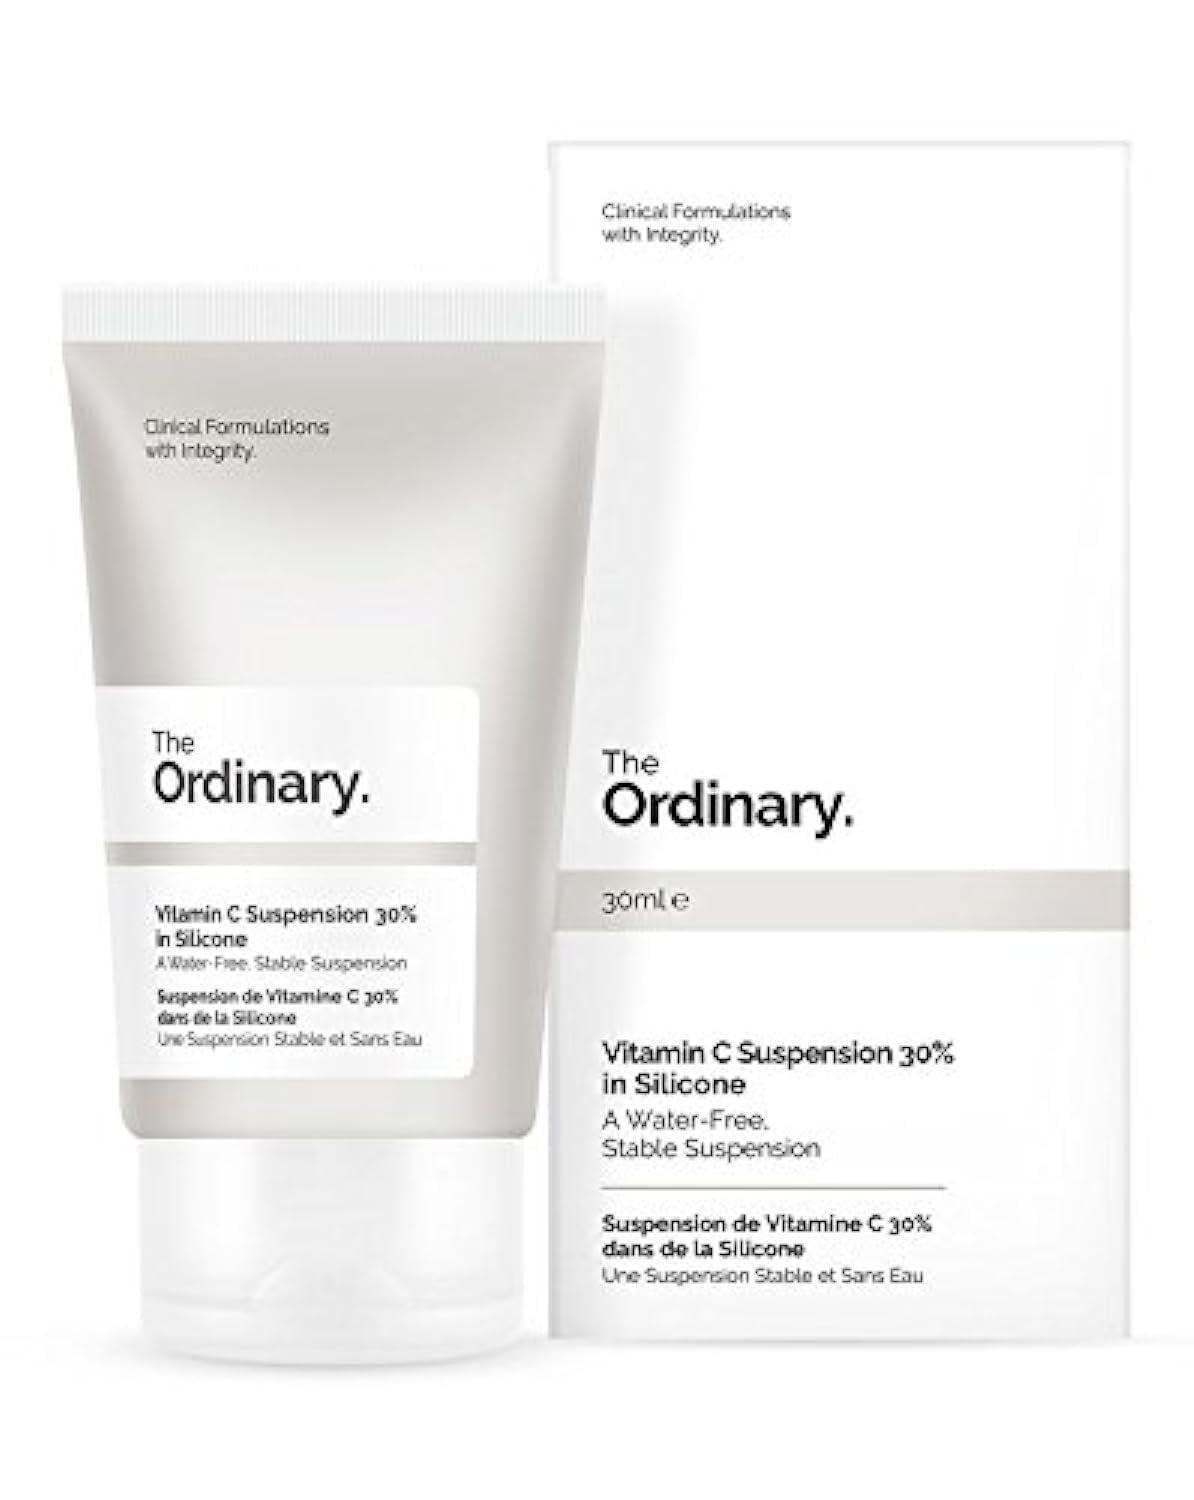 Clinical Formulations
with Integrity.
The
Ordinary.
Vitamin C Suspension 30%
in Silicone
A Water-Free, Stable Suspension
Suspension de Vitamine C 30%
dans de la Silicone
Une Suspension Stable et Sans Eau
Clinical Formulations
with Integrity.
The
Ordinary.
30ml e
Vitamin C Suspension 30%
in Silicone
A Water-Free,
Stable Suspension
Suspension de Vitamine C 30%
dans de la Silicone
Une Suspension Stable et Sans Eau